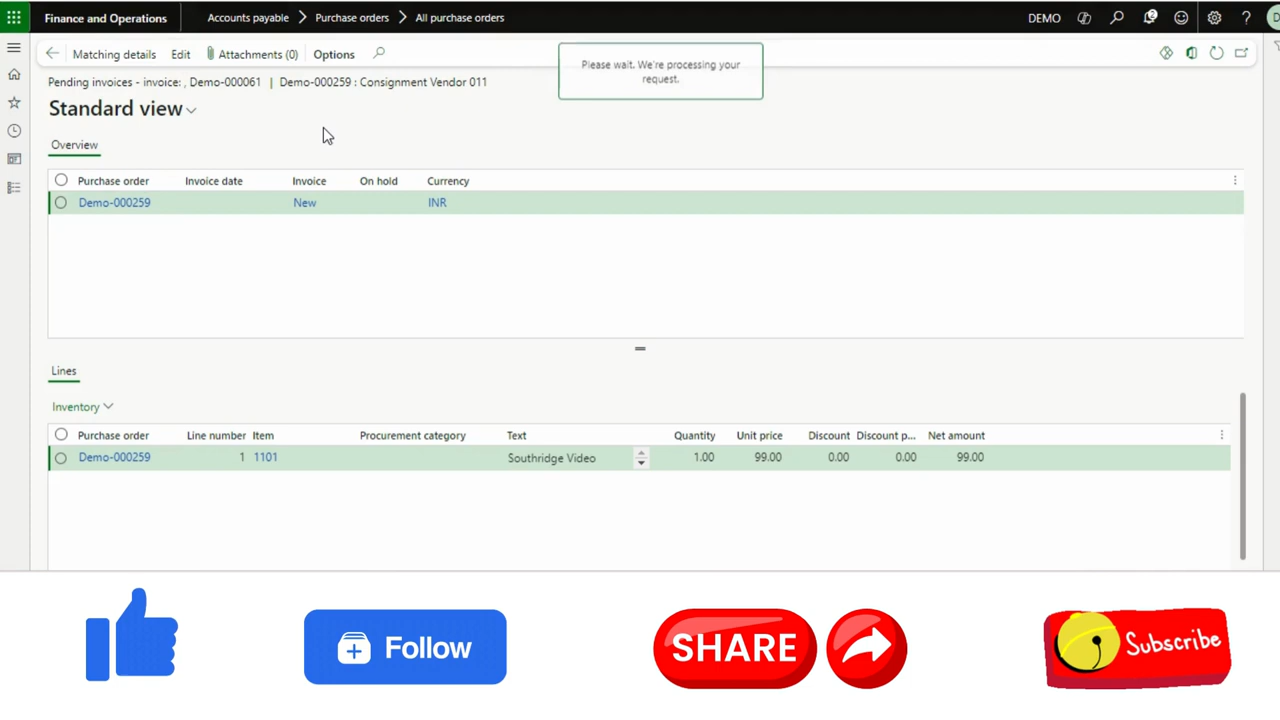 Finance and Operations Accounts payable Purchase orders All purchase orders DEMO 2 ? D
Matching details Edit Attachments (0) Options
Please wait. We're processing your
request.
Pending invoices - invoice: , Demo-000061 | Demo-000259 : Consignment Vendor 011
Standard view
Overview
Purchase order Invoice date Invoice On hold Currency
Demo-000259 New INR
Lines
Inventory
Purchase order Line number Item Procurement category Text Quantity Unit price Discount Discount p... Net amount
Demo-000259 1 1101 Southridge Video 1.00 99.00 0.00 0.00 99.00
Follow
SHARE
Subscribe